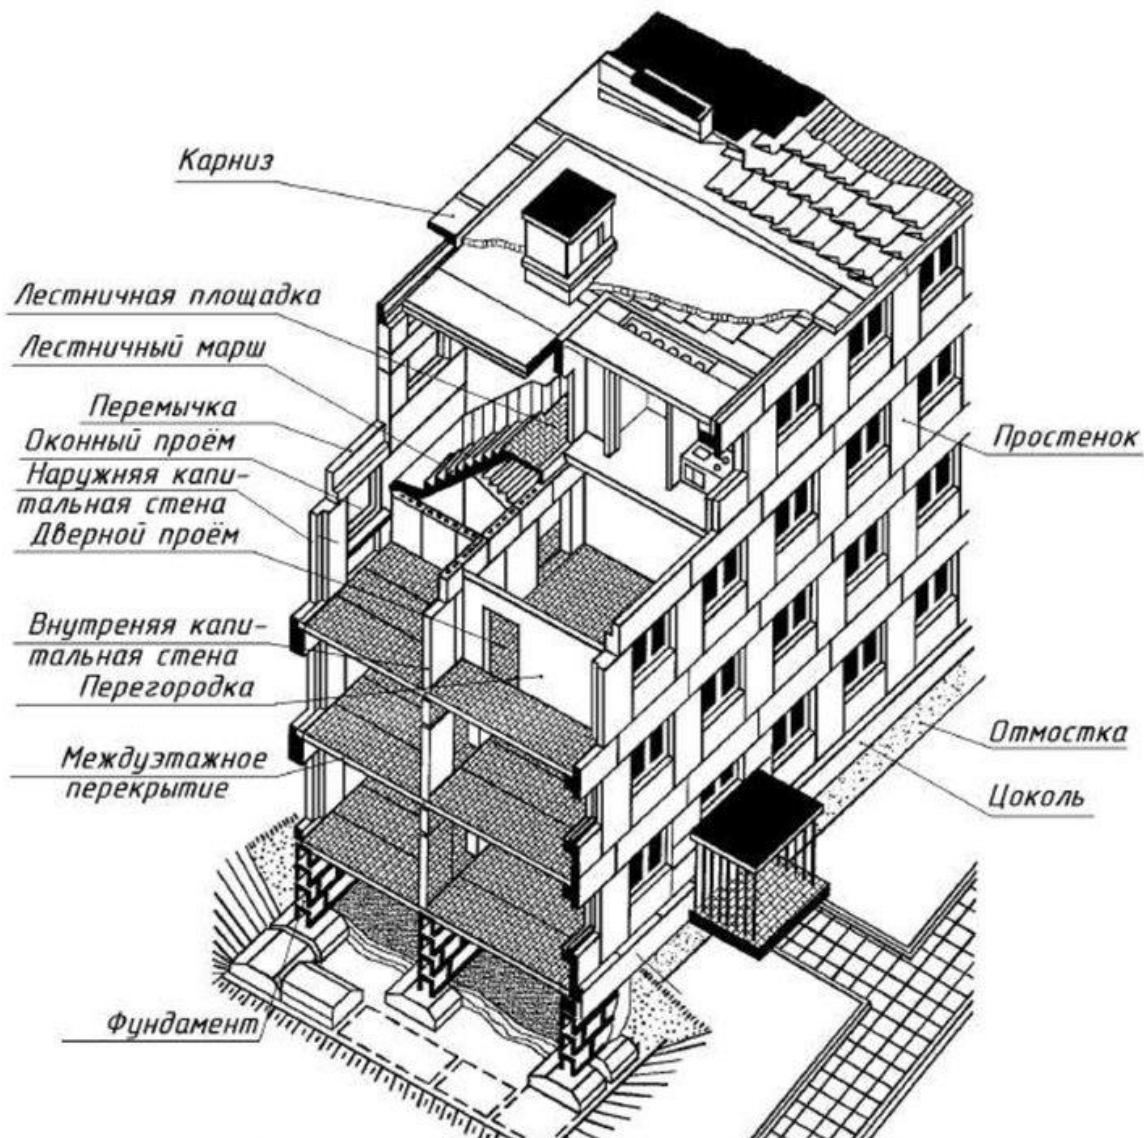 Карниз
Лестничная площадка
Лестничный марш
Перемычка
Оконный проём
Наружняя капи-
тальная стена
Дверной проём
Внутреняя капи-
тальная стена
Перегородка
Междуэтажное
перекрытие
Фундамент
Простенок
Отмостка
Цоколь